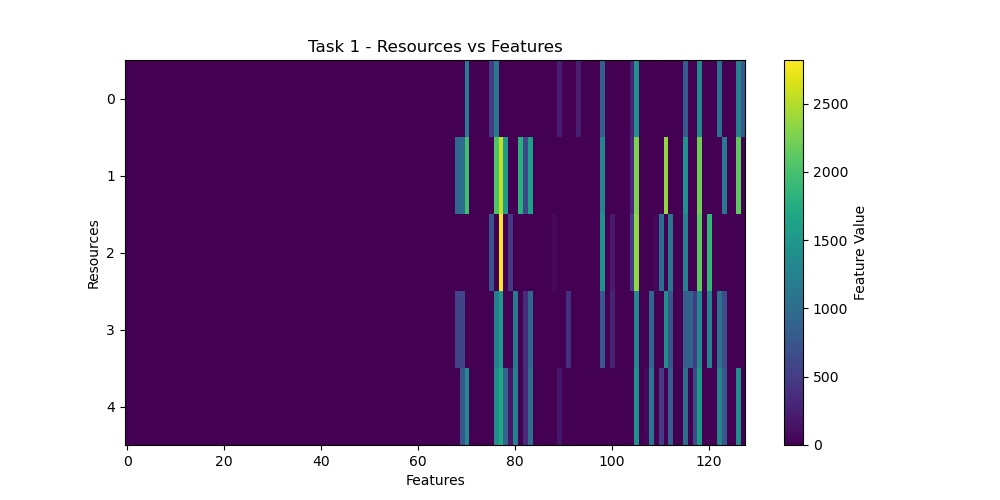 Task 1 - Resources vs Features
Resources
0
1
2
3
4
0 20 40 60 80 100 120
Features
2500
2000
1500
1000
500
0
Feature Value